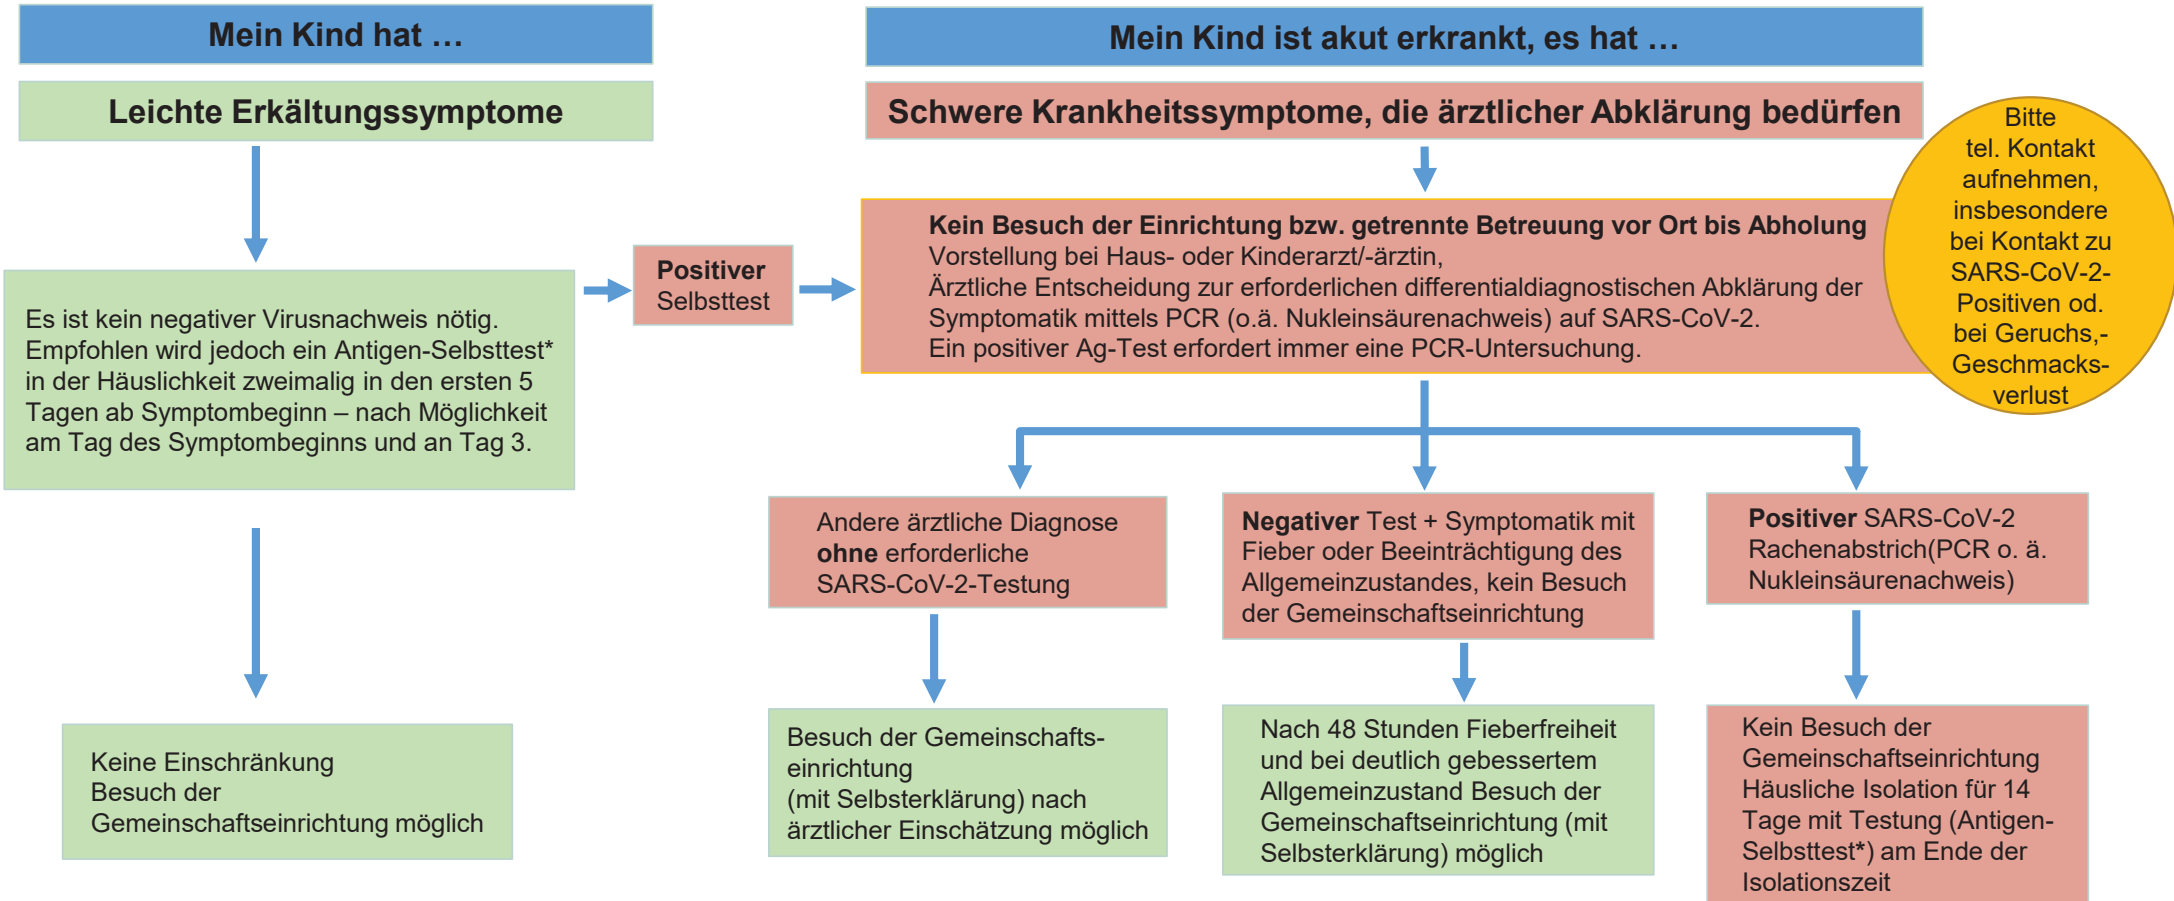 Mein Kind hat …
Leichte Erkältungssymptome
Es ist kein negativer Virusnachweis nötig.
Empfohlen wird jedoch ein Antigen-Selbsttest*
in der Häuslichkeit zweimalig in den ersten 5
Tagen ab Symptombeginn – nach Möglichkeit
am Tag des Symptombeginns und an Tag 3.
Keine Einschränkung
Besuch der
Gemeinschaftseinrichtung möglich
Positiver
Selbsttest
Mein Kind ist akut erkrankt, es hat …
Schwere Krankheitssymptome, die ärztlicher Abklärung bedürfen
Bitte
tel. Kontakt
aufnehmen,
insbesondere
bei Kontakt zu
SARS-CoV-2-
Positiven od.
bei Geruchs,-
Geschmacks-
verlust
Kein Besuch der Einrichtung bzw. getrennte Betreuung vor Ort bis Abholung
Vorstellung bei Haus- oder Kinderarzt/-ärztin,
Ärztliche Entscheidung zur erforderlichen differentialdiagnostischen Abklärung der
Symptomatik mittels PCR (o.ä. Nukleinsäurenachweis) auf SARS-CoV-2.
Ein positiver Ag-Test erfordert immer eine PCR-Untersuchung.
Andere ärztliche Diagnose
ohne erforderliche
SARS-CoV-2-Testung
Besuch der Gemeinschafts-
einrichtung
(mit Selbsterklärung) nach
ärztlicher Einschätzung möglich
Negativer Test + Symptomatik mit
Fieber oder Beeinträchtigung des
Allgemeinzustandes, kein Besuch
der Gemeinschaftseinrichtung
Nach 48 Stunden Fieberfreiheit
und bei deutlich gebessertem
Allgemeinzustand Besuch der
Gemeinschaftseinrichtung (mit
Selbsterklärung) möglich
Positiver SARS-CoV-2
Rachenabstrich(PCR o. ä.
Nukleinsäurenachweis)
Kein Besuch der
Gemeinschaftseinrichtung
Häusliche Isolation für 14
Tage mit Testung (Antigen-
Selbsttest*) am Ende der
Isolationszeit